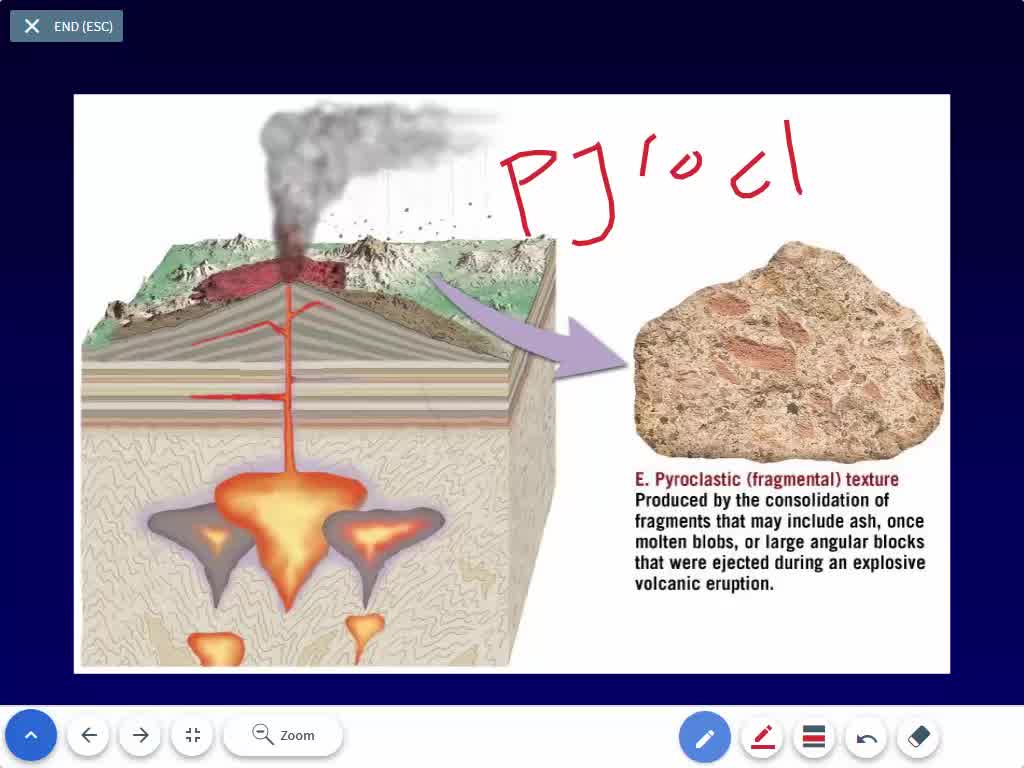 END (ESC)
Pyrocl
E. Pyroclastic (fragmental) texture
Produced by the consolidation of
fragments that may include ash, once
molten blobs, or large angular blocks
that were ejected during an explosive
volcanic eruption.
Zoom